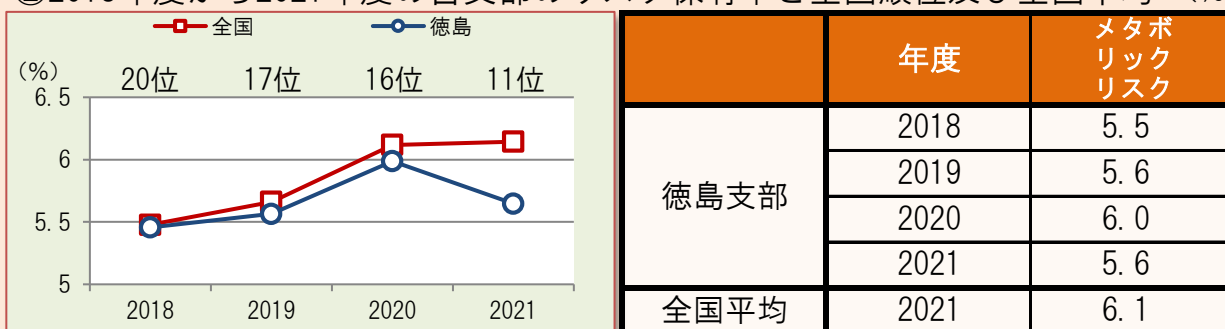 全国 徳島
(%)
20位 17位 16位 11位
6.5
6
5.5
5
2018 2019 2020 2021
年度 メタボ
リック
リスク
徳島支部
2018 5.5
2019 5.6
2020 6.0
2021 5.6
全国平均 2021 6.1